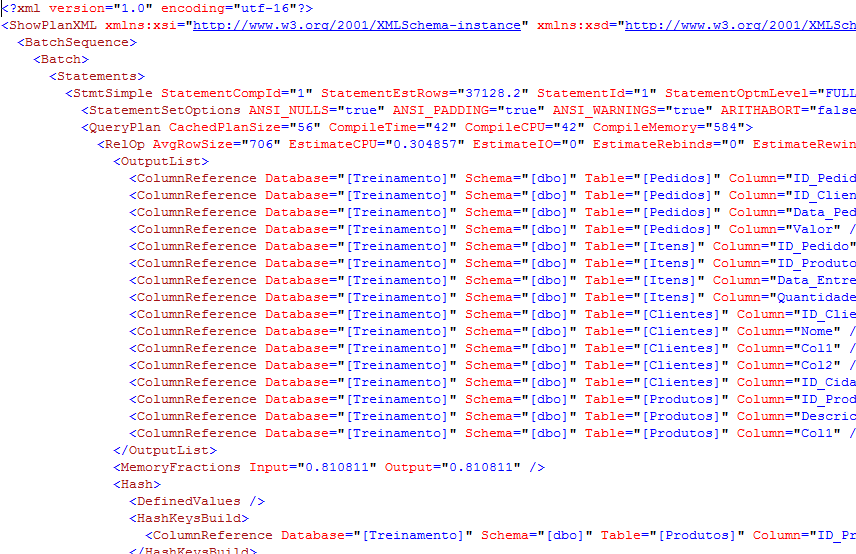 <?xml version="1.0" encoding="utf-16"?>
<ShowPlanXML xmlns:xsi="http://www.w3.org/2001/XMLSchema-instance" xmlns:xsd="http://www.w3.org/2001/XMLSch
<BatchSequence>
<Batch>
<Statements>
<StmtSimple StatementCompId="1" StatementEstRows="37128.2" StatementId="1" StatementOptmLevel="FULL
<StatementSetOptions ANSI_NULLS="true" ANSI_PADDING="true" ANSI_WARNINGS="true" ARITHABORT="false
<QueryPlan CachedPlanSize="56" CompileTime="42" CompileCPU="42" CompileMemory="584">
<RelOp AvgRowSize="706" EstimateCPU="0.304857" EstimateIO="0" EstimateRebinds="0" EstimateRewin
<OutputList>
<ColumnReference Database="[Treinamento]" Schema="[dbo]" Table="[Pedidos]" Column="ID_Pedid
<ColumnReference Database="[Treinamento]" Schema="[dbo]" Table="[Pedidos]" Column="ID_Clien
<ColumnReference Database="[Treinamento]" Schema="[dbo]" Table="[Pedidos]" Column="Data_Ped
<ColumnReference Database="[Treinamento]" Schema="[dbo]" Table="[Pedidos]" Column="Valor" /
<ColumnReference Database="[Treinamento]" Schema="[dbo]" Table="[Itens]" Column="ID_Pedido"
<ColumnReference Database="[Treinamento]" Schema="[dbo]" Table="[Itens]" Column="ID_Produto
<ColumnReference Database="[Treinamento]" Schema="[dbo]" Table="[Itens]" Column="Data_Entre
<ColumnReference Database="[Treinamento]" Schema="[dbo]" Table="[Itens]" Column="Quantidade
<ColumnReference Database="[Treinamento]" Schema="[dbo]" Table="[Clientes]" Column="ID_Clie
<ColumnReference Database="[Treinamento]" Schema="[dbo]" Table="[Clientes]" Column="Nome" /
<ColumnReference Database="[Treinamento]" Schema="[dbo]" Table="[Clientes]" Column="Col1" /
<ColumnReference Database="[Treinamento]" Schema="[dbo]" Table="[Clientes]" Column="Col2" /
<ColumnReference Database="[Treinamento]" Schema="[dbo]" Table="[Clientes]" Column="ID_Cida
<ColumnReference Database="[Treinamento]" Schema="[dbo]" Table="[Produtos]" Column="ID_Prod
<ColumnReference Database="[Treinamento]" Schema="[dbo]" Table="[Produtos]" Column="Descric
<ColumnReference Database="[Treinamento]" Schema="[dbo]" Table="[Produtos]" Column="Col1" /
</OutputList>
<MemoryFractions Input="0.810811" Output="0.810811" />
<Hash>
<DefinedValues />
<HashKeysBuild>
<ColumnReference Database="[Treinamento]" Schema="[dbo]" Table="[Produtos]" Column="ID_Pr
</HashKeysBuild>